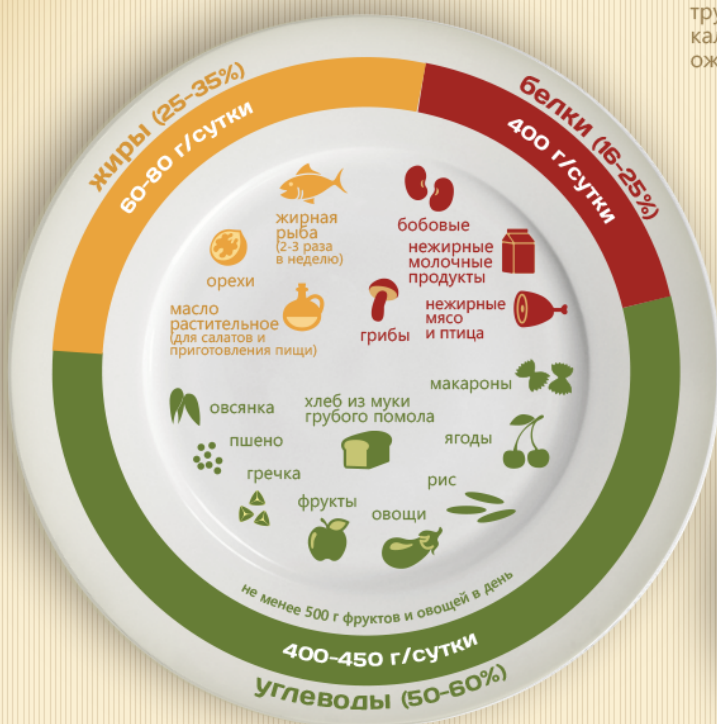 тру
кал
ож
жиры (25-35%)
60-80 г/сутки
белки (16-25%)
400 г/сутки
жирная
рыба
(2-3 раза
в неделю)
орехи
масло
растительное
(для салатов и
приготовления пищи)
бобовые
нежирные
молочные
продукты
грибы
нежирные
мясо
и птица
макароны
овсянка
хлеб из муки
грубого помола
пшено
ягоды
гречка
рис
фрукты
овощи
не менее 500 г фруктов и овощей в день
400-450 г/сутки
углеводы (50-60%)